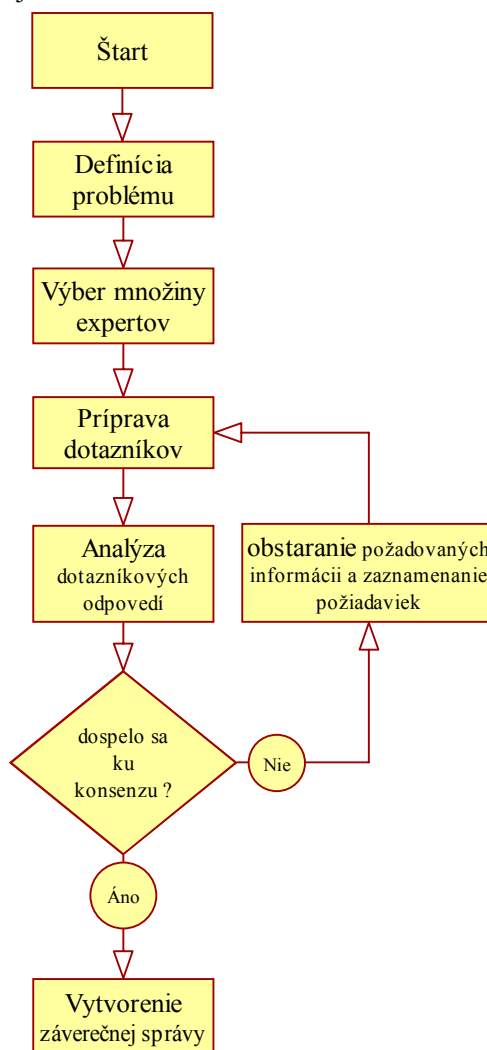 Štart
Definícia
problému
Výber množiny
expertov
Príprava
dotazníkov
Analýza
dotazníkových
odpovedí
obstaranie požadovaných
informácii a zaznamenanie
požiadaviek
dospelo sa
ku
konsenzu ?
Nie
Áno
Vytvorenie
záverečnej správy